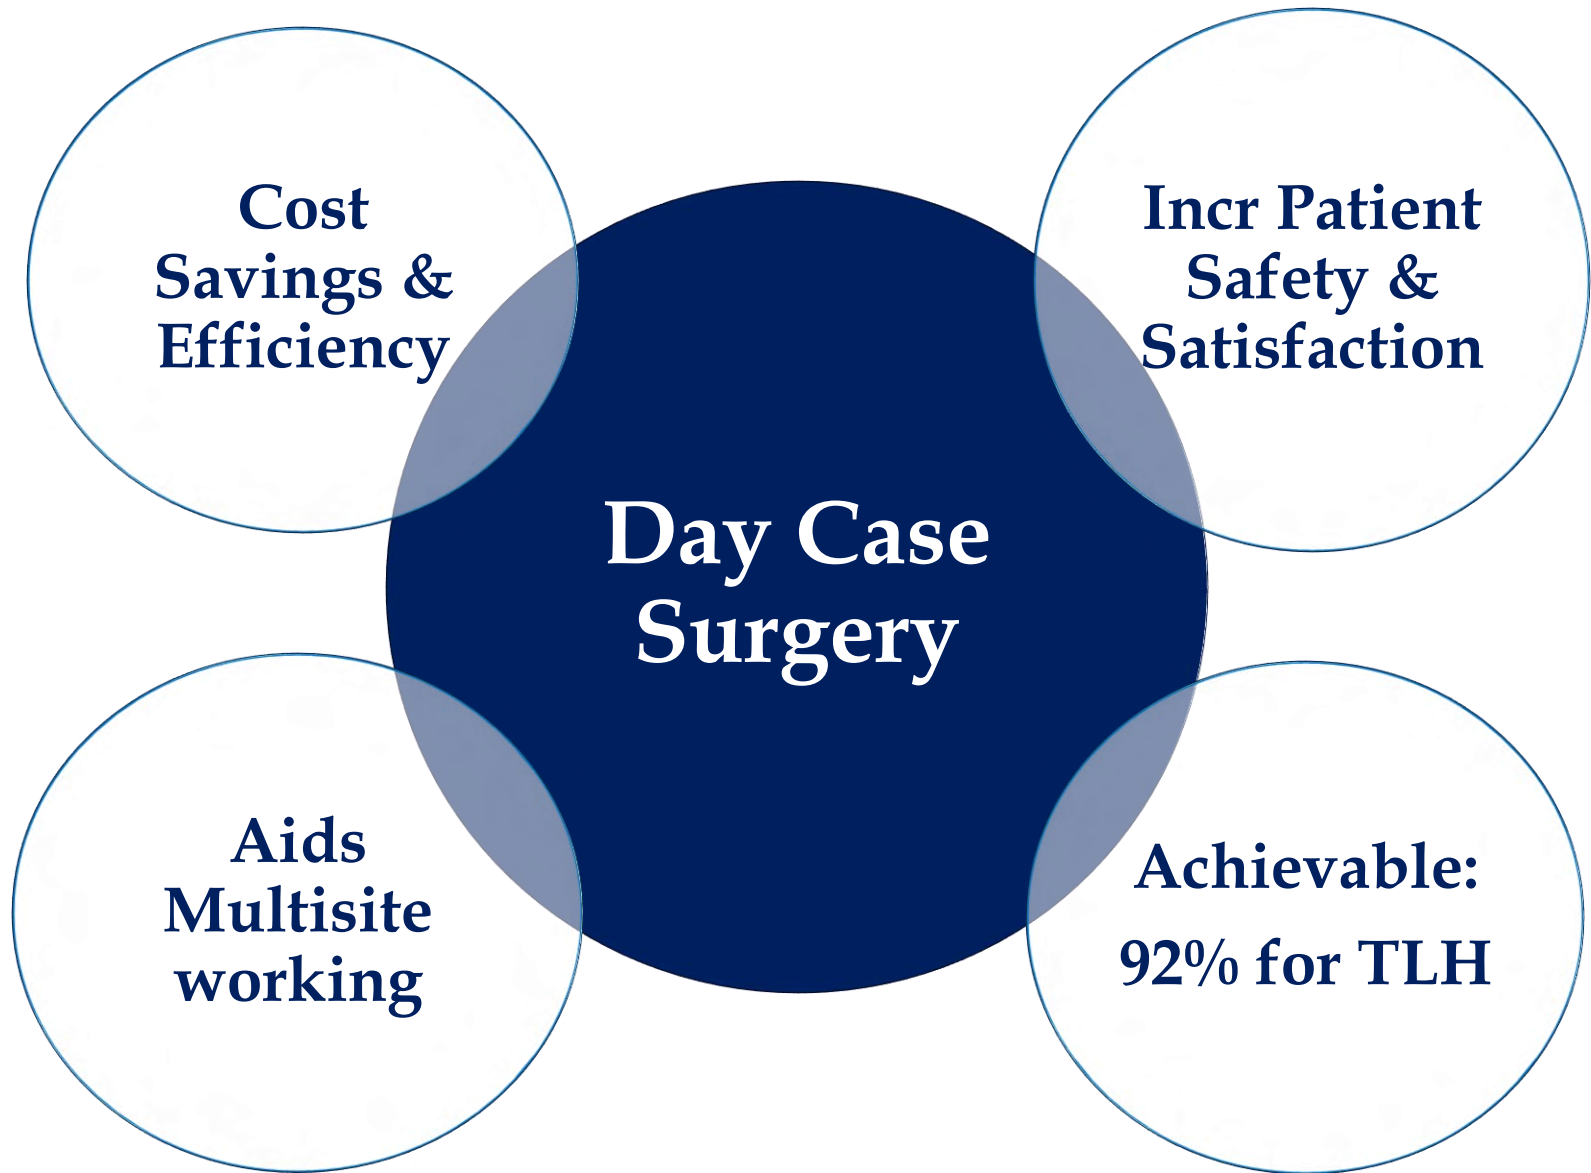 Cost
Savings &
Efficiency
Incr Patient
Safety &
Satisfaction
Day Case
Surgery
Aids
Multisite
working
Achievable:
92% for TLH